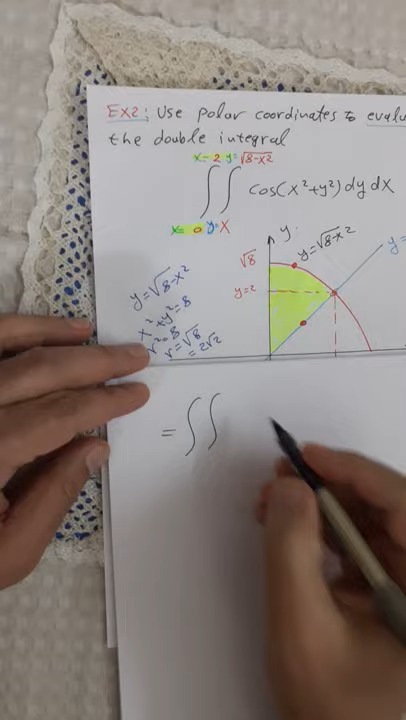 EX2: Use polar coordinates to evalu
the double integral
x=2 y=√8-x²
∫∫ cos(x²+y²) dy dx
x=0 y=x
y
y=√8-x²
√8
y=
y=2
y=√8-x²
x²+y²=8
r²=8
r=√8
=2√2
= ∫∫